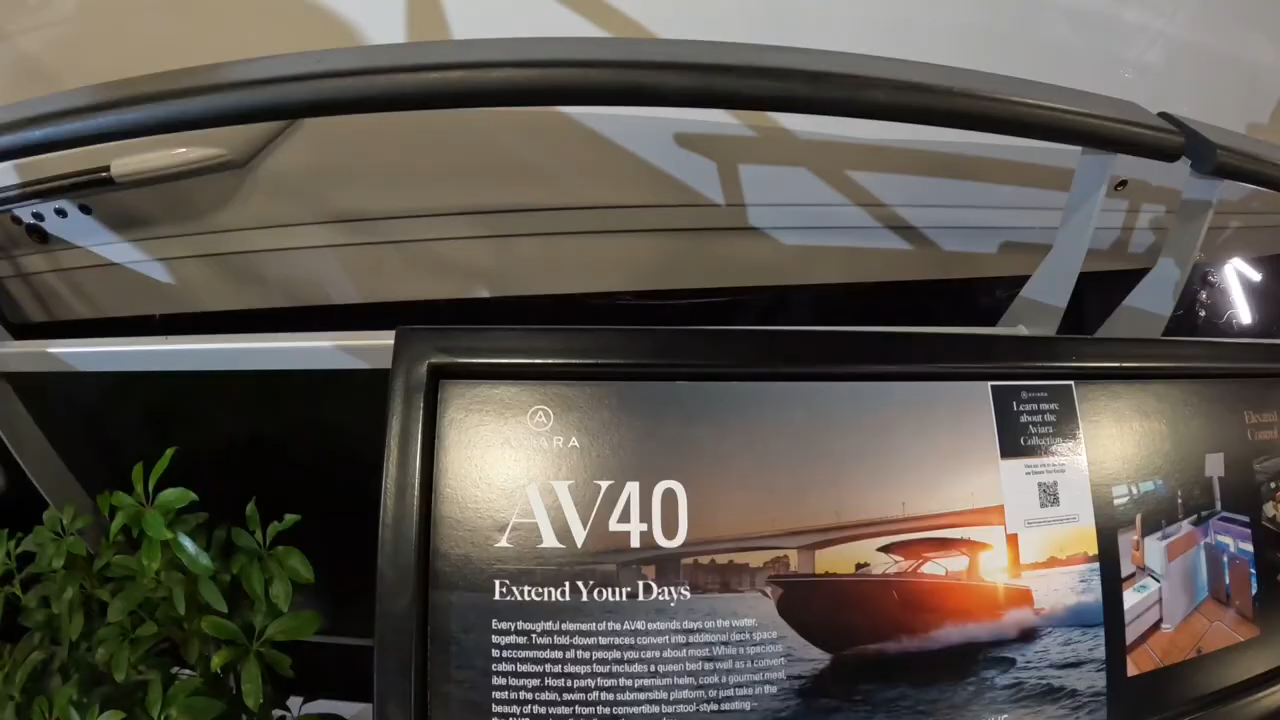 AVIARA
AV40
Extend Your Days
Every thoughtful element of the AV40 extends days on the water,
together. Twin fold-down terraces convert into additional deck space
to accommodate all the people you care about most. While a spacious
cabin below that sleeps four includes a queen bed as well as a convert-
ible lounger. Host a party from the premium helm, cook a gourmet meal,
rest in the cabin, swim off the submersible platform, or just take in the
beauty of the water from the convertible barstool-style seating –
the AV40
AVIARA
Learn more
about the
Aviara
Collection
Control